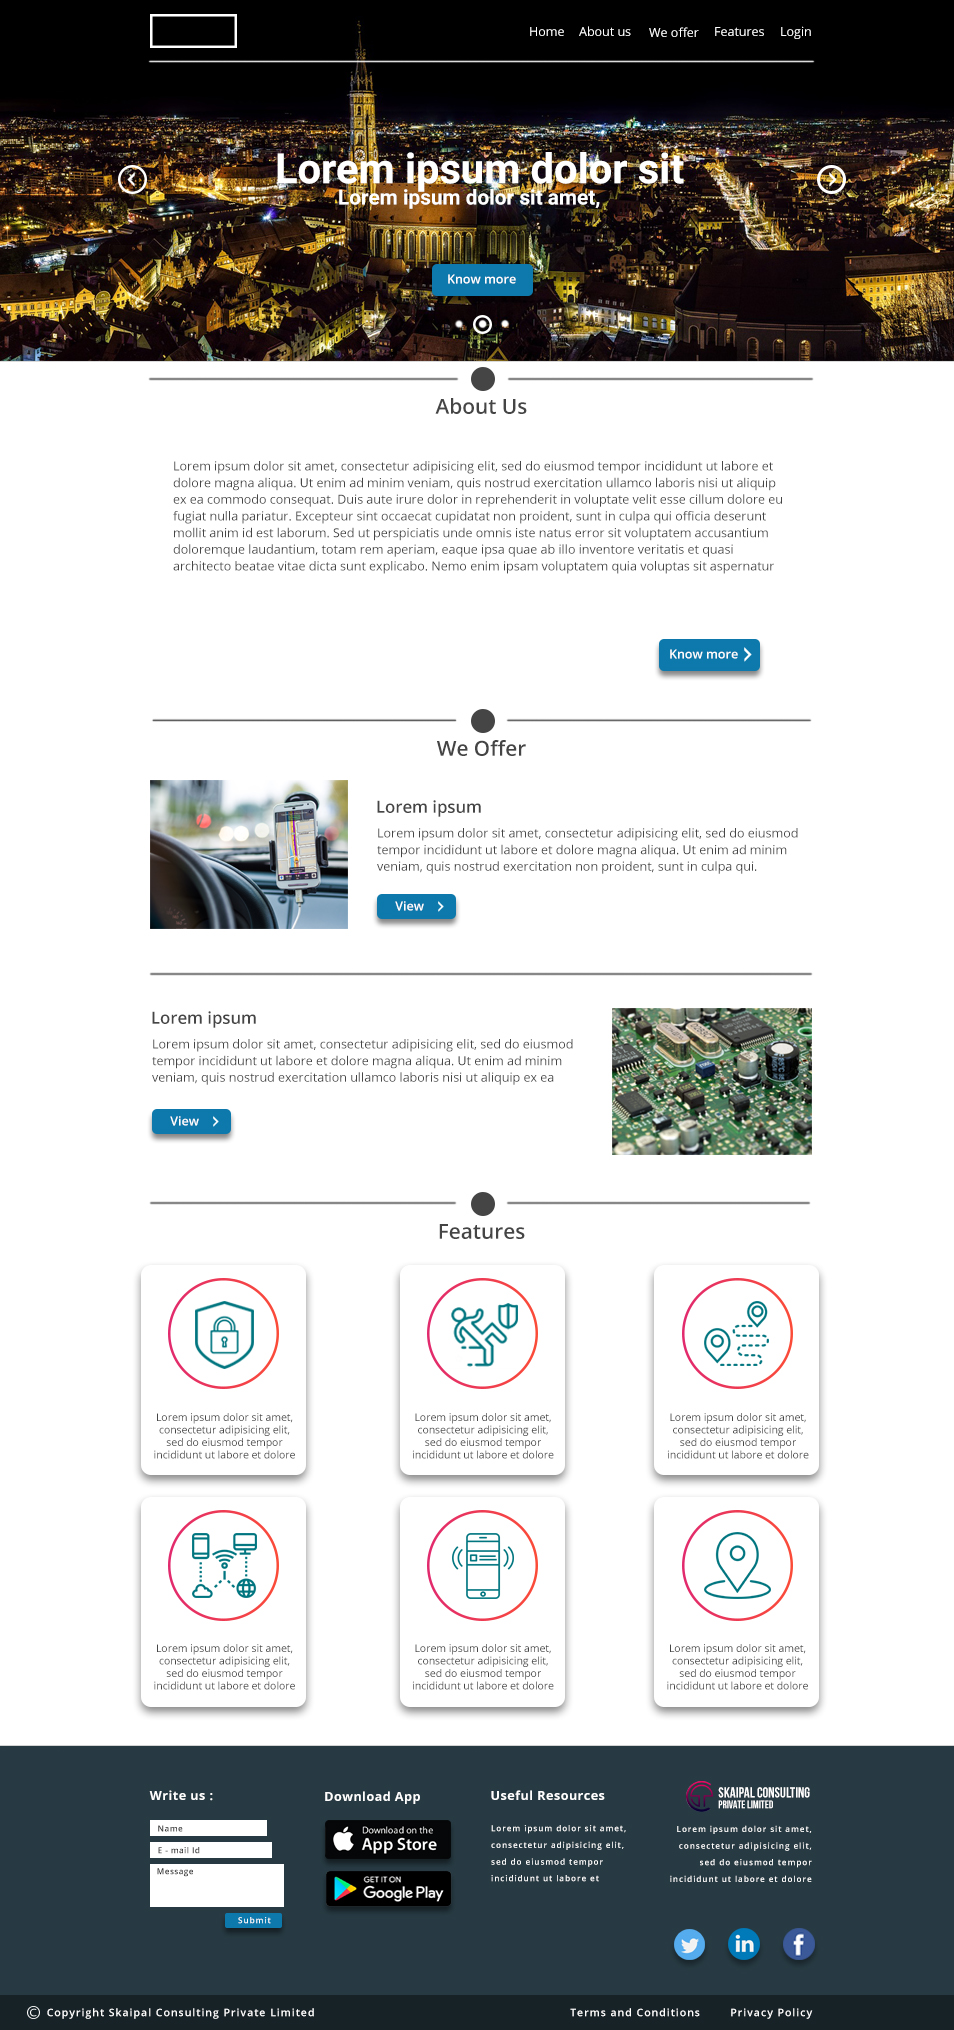 Home About us We offer Features Login
Lorem ipsum dolor sit
Lorem ipsum dolor sit amet,
Know more
About Us
Lorem ipsum dolor sit amet, consectetur adipisicing elit, sed do eiusmod tempor incididunt ut labore et
dolore magna aliqua. Ut enim ad minim veniam, quis nostrud exercitation ullamco laboris nisi ut aliquip
ex ea commodo consequat. Duis aute irure dolor in reprehenderit in voluptate velit esse cillum dolore eu
fugiat nulla pariatur. Excepteur sint occaecat cupidatat non proident, sunt in culpa qui officia deserunt
mollit anim id est laborum. Sed ut perspiciatis unde omnis iste natus error sit voluptatem accusantium
doloremque laudantium, totam rem aperiam, eaque ipsa quae ab illo inventore veritatis et quasi
architecto beatae vitae dicta sunt explicabo. Nemo enim ipsam voluptatem quia voluptas sit aspernatur
Know more
We Offer
Lorem ipsum
Lorem ipsum dolor sit amet, consectetur adipisicing elit, sed do eiusmod
tempor incididunt ut labore et dolore magna aliqua. Ut enim ad minim
veniam, quis nostrud exercitation non proident, sunt in culpa qui.
View
Lorem ipsum
Lorem ipsum dolor sit amet, consectetur adipisicing elit, sed do eiusmod
tempor incididunt ut labore et dolore magna aliqua. Ut enim ad minim
veniam, quis nostrud exercitation ullamco laboris nisi ut aliquip ex ea
View
Features
Lorem ipsum dolor sit amet,
consectetur adipisicing elit,
sed do eiusmod tempor
incididunt ut labore et dolore
Lorem ipsum dolor sit amet,
consectetur adipisicing elit,
sed do eiusmod tempor
incididunt ut labore et dolore
Lorem ipsum dolor sit amet,
consectetur adipisicing elit,
sed do eiusmod tempor
incididunt ut labore et dolore
Lorem ipsum dolor sit amet,
consectetur adipisicing elit,
sed do eiusmod tempor
incididunt ut labore et dolore
Lorem ipsum dolor sit amet,
consectetur adipisicing elit,
sed do eiusmod tempor
incididunt ut labore et dolore
Lorem ipsum dolor sit amet,
consectetur adipisicing elit,
sed do eiusmod tempor
incididunt ut labore et dolore
Write us :
Name
E - mail Id
Message
Submit
Download App
Download on the
App Store
GET IT ON
Google Play
Useful Resources
Lorem ipsum dolor sit amet,
consectetur adipisicing elit,
sed do eiusmod tempor
incididunt ut labore et
SKAIPAL CONSULTING
PRIVATE LIMITED
Lorem ipsum dolor sit amet,
consectetur adipisicing elit,
sed do eiusmod tempor
incididunt ut labore et dolore
in f
© Copyright Skaipal Consulting Private Limited
Terms and Conditions Privacy Policy